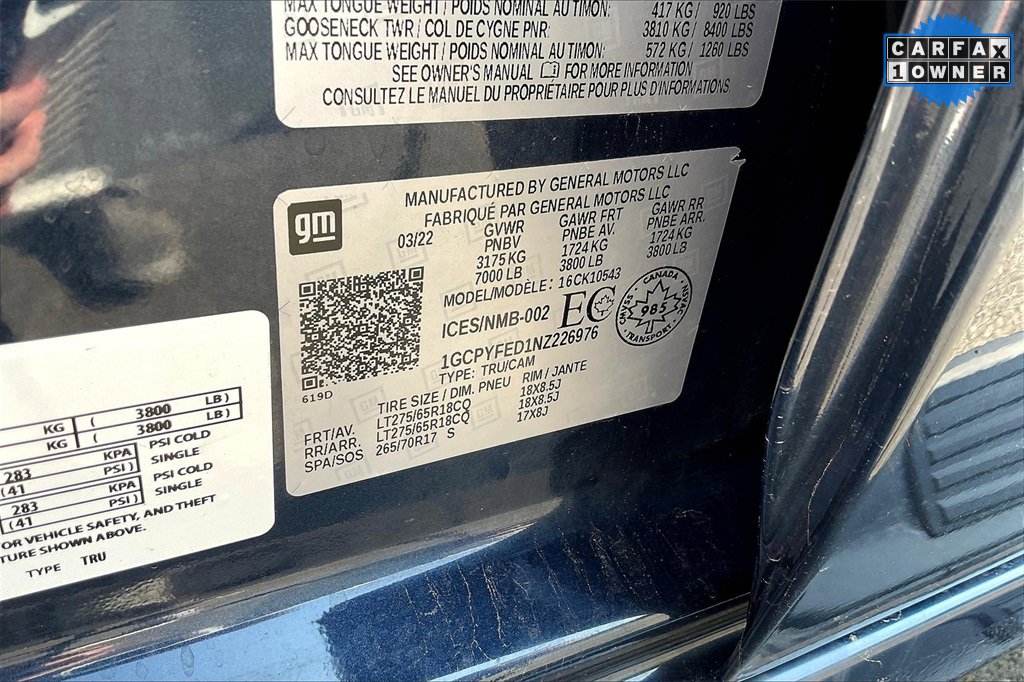 MAX TONGUE WEIGHT / POIDS NOMINAL AU TIMON: 417 KG / 920 LBS
GOOSENECK TWR / COL DE CYGNE PNR: 3810 KG / 8400 LBS
MAX TONGUE WEIGHT / POIDS NOMINAL AU TIMON: 572 KG / 1260 LBS
SEE OWNER'S MANUAL FOR MORE INFORMATION
CONSULTEZ LE MANUEL DU PROPRIÉTAIRE POUR PLUS D'INFORMATIONS.
CARFAX
1 OWNER
gm
MANUFACTURED BY GENERAL MOTORS LLC
FABRIQUÉ PAR GENERAL MOTORS LLC
03/22 GVWR GAWR FRT GAWR RR
PNBV PNBE AV. PNBE ARR.
3175 KG 1724 KG 1724 KG
7000 LB 3800 LB 3800 LB
MODEL/MODÈLE: 16CK10543
ICES/NMB-002 EC
CANADA
985
1GCPYFED1NZ226976
TYPE: TRU/CAM
619D
TIRE SIZE / DIM. PNEU RIM / JANTE
FRT/AV. LT275/65R18CQ 18X8.5J
RR/ARR. LT275/65R18CQ 18X8.5J
SPA/SOS 265/70R17 S 17X8J
KG ( 3800 LB)
KG ( 3800 LB)
283 KPA PSI COLD
(41 PSI) SINGLE
283 KPA PSI COLD
(41 PSI) SINGLE
OR VEHICLE SAFETY, AND THEFT
TURE SHOWN ABOVE.
TYPE TRU